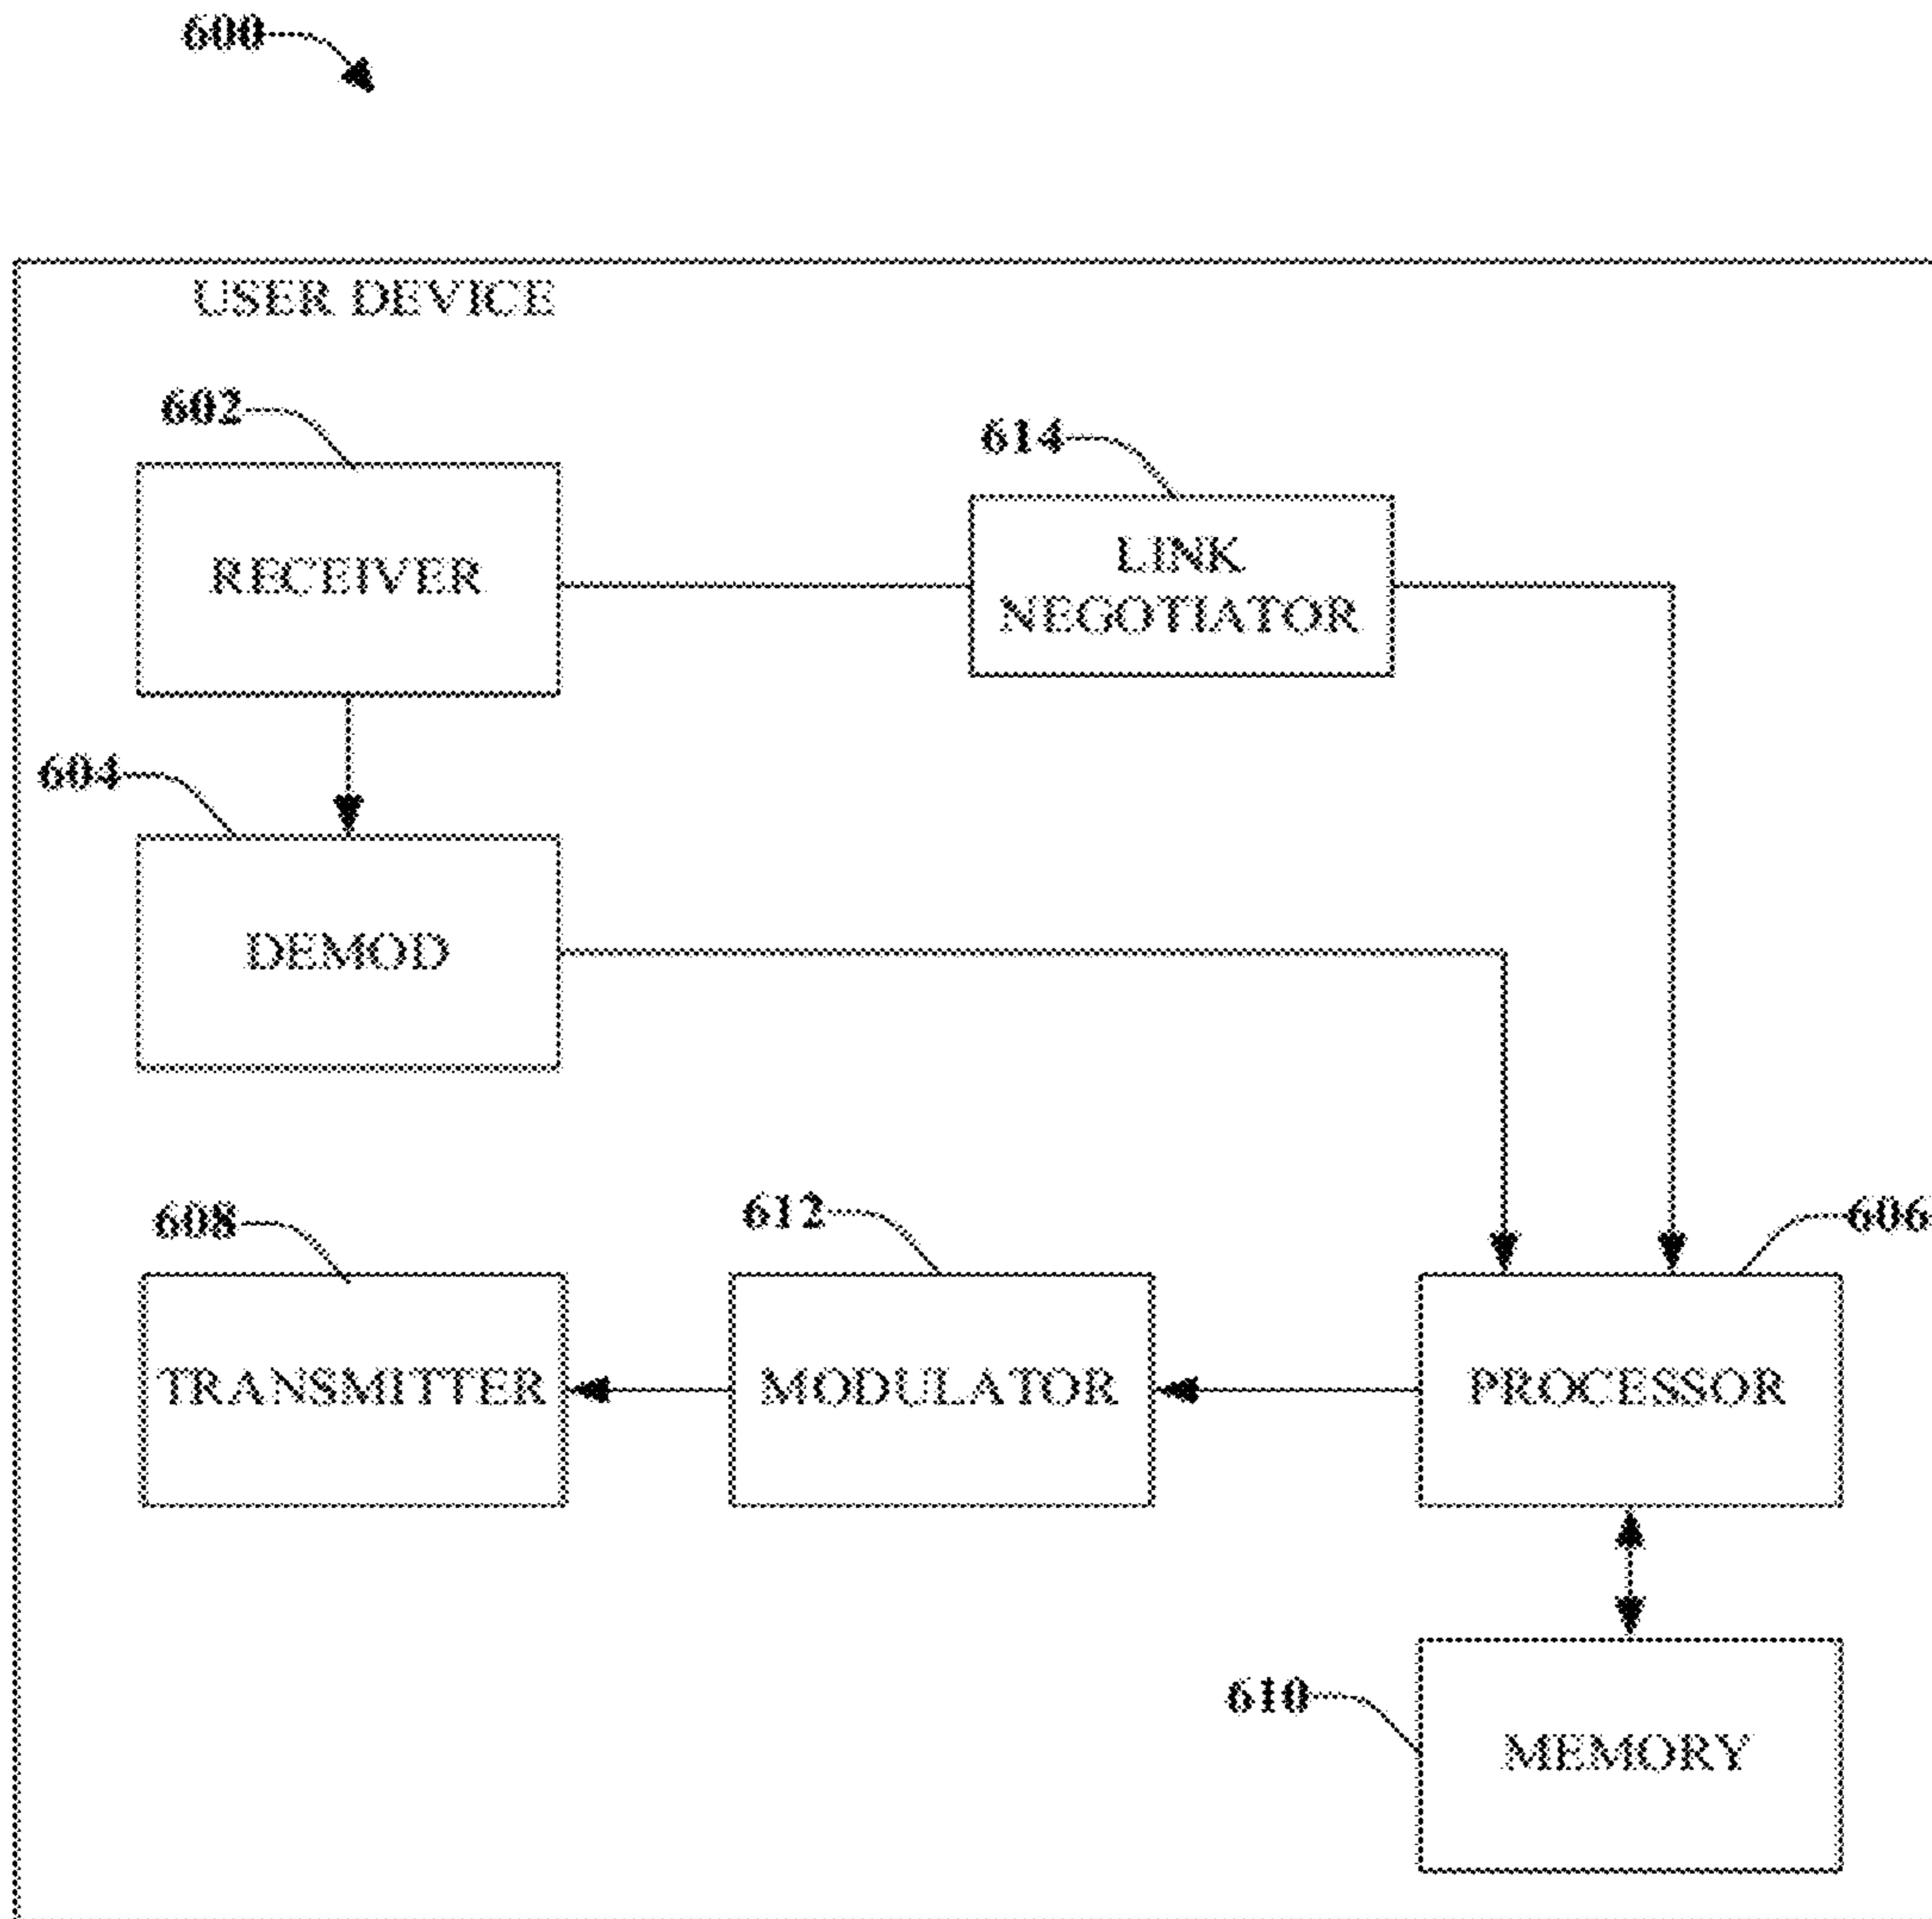 600
USER DEVICE
602
614
RECEIVER
LINK
NEGOTIATOR
604
DEMOD
608
612
606
TRANSMITTER
MODULATOR
PROCESSOR
610
MEMORY